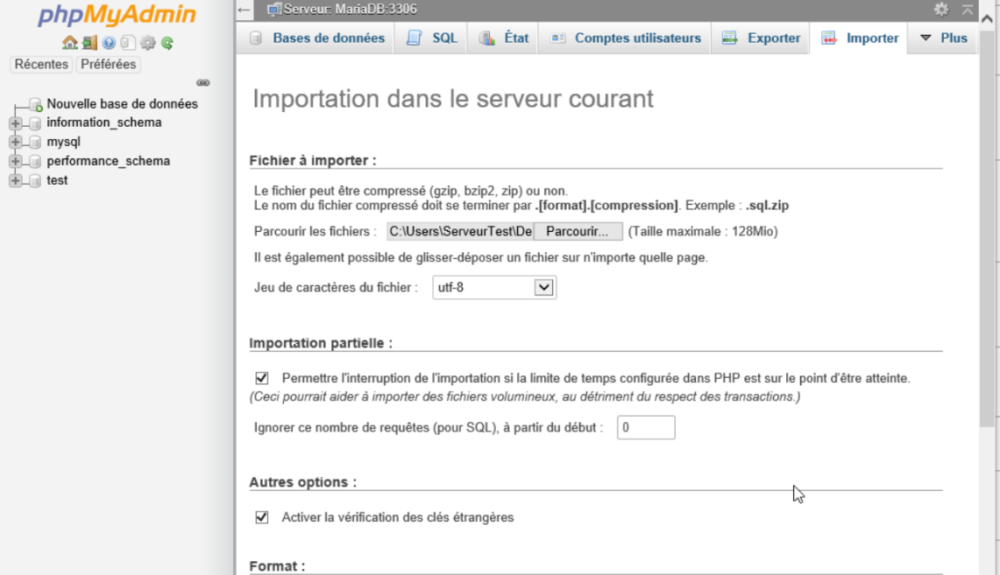 phpMyAdmin
Récentes Préférées
Nouvelle base de données
information_schema
mysql
performance_schema
test
Serveur: MariaDB:3306
Bases de données SQL État Comptes utilisateurs Exporter Importer Plus
Importation dans le serveur courant
Fichier à importer :
Le fichier peut être compressé (gzip, bzip2, zip) ou non.
Le nom du fichier compressé doit se terminer par .[format].[compression]. Exemple : .sql.zip
Parcourir les fichiers : C:\Users\ServeurTest\De Parcourir... (Taille maximale : 128Mio)
Il est également possible de glisser-déposer un fichier sur n'importe quelle page.
Jeu de caractères du fichier : utf-8
Importation partielle :
Permettre l'interruption de l'importation si la limite de temps configurée dans PHP est sur le point d'être atteinte.
(Ceci pourrait aider à importer des fichiers volumineux, au détriment du respect des transactions.)
Ignorer ce nombre de requêtes (pour SQL), à partir du début : 0
Autres options :
Activer la vérification des clés étrangères
Format :